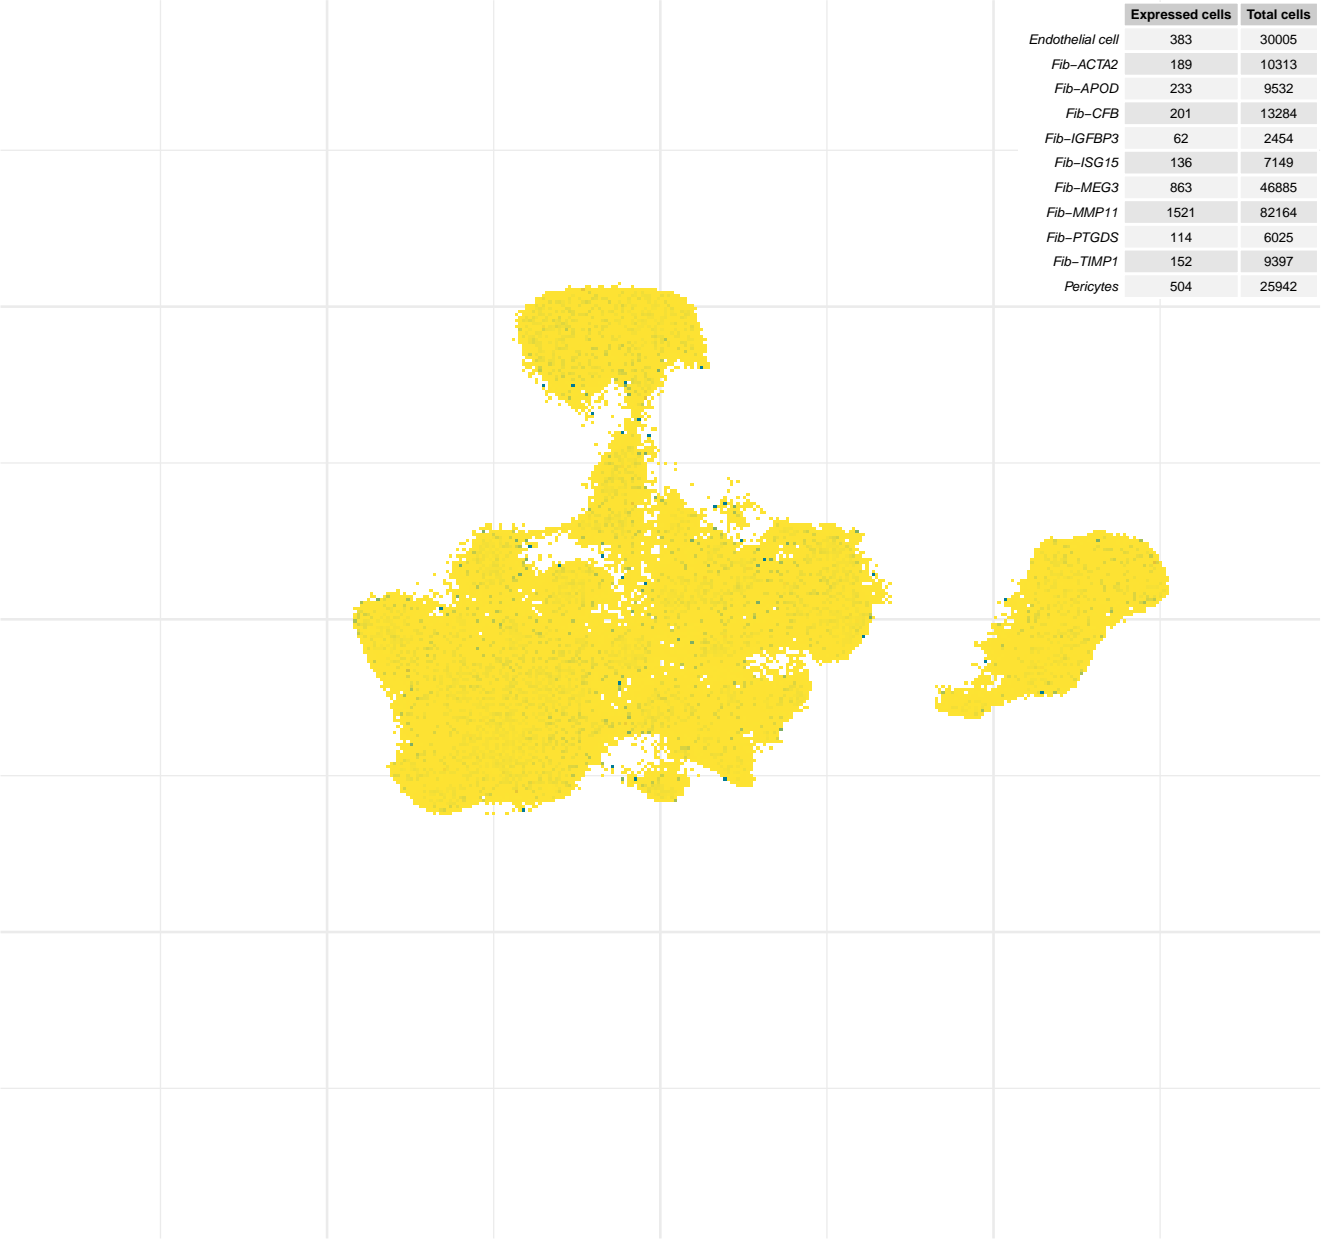 Expressed cells Total cells
Endothelial cell 383 30005
Fib−ACTA2 189 10313
Fib−APOD 233 9532
Fib−CFB 201 13284
Fib−IGFBP3 62 2454
Fib−ISG15 136 7149
Fib−MEG3 863 46885
Fib−MMP11 1521 82164
Fib−PTGDS 114 6025
Fib−TIMP1 152 9397
Pericytes 504 25942